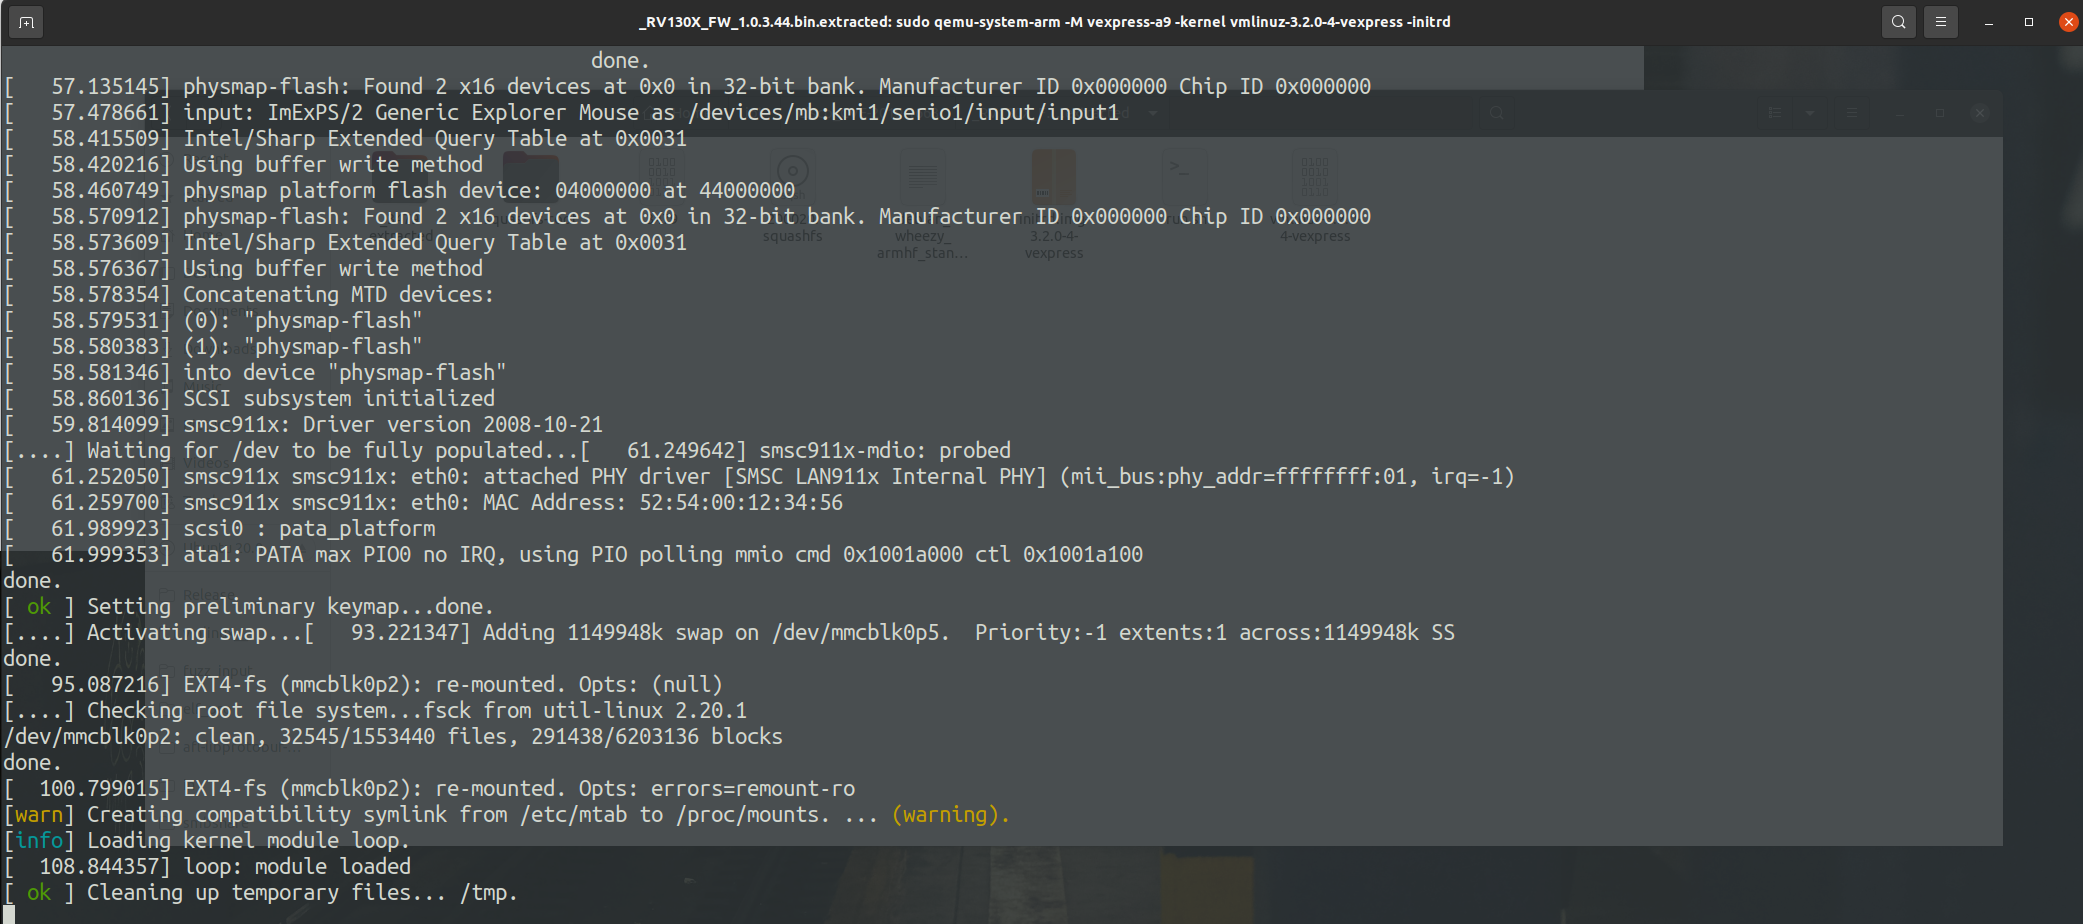 _RV130X_FW_1.0.3.44.bin.extracted: sudo qemu-system-arm -M vexpress-a9 -kernel vmlinuz-3.2.0-4-vexpress -initrd
done.
[   57.135145] physmap-flash: Found 2 x16 devices at 0x0 in 32-bit bank. Manufacturer ID 0x000000 Chip ID 0x000000
[   57.478661] input: ImExPS/2 Generic Explorer Mouse as /devices/mb:kmi1/serio1/input/input1
[   58.415509] Intel/Sharp Extended Query Table at 0x0031
[   58.420216] Using buffer write method
[   58.460749] physmap platform flash device: 04000000 at 44000000
[   58.570912] physmap-flash: Found 2 x16 devices at 0x0 in 32-bit bank. Manufacturer ID 0x000000 Chip ID 0x000000
[   58.573609] Intel/Sharp Extended Query Table at 0x0031
[   58.576367] Using buffer write method
[   58.578354] Concatenating MTD devices:
[   58.579531] (0): "physmap-flash"
[   58.580383] (1): "physmap-flash"
[   58.581346] into device "physmap-flash"
[   58.860136] SCSI subsystem initialized
[   59.814099] smsc911x: Driver version 2008-10-21
[....] Waiting for /dev to be fully populated...[   61.249642] smsc911x-mdio: probed
[   61.252050] smsc911x smsc911x: eth0: attached PHY driver [SMSC LAN911x Internal PHY] (mii_bus:phy_addr=ffffffff:01, irq=-1)
[   61.259700] smsc911x smsc911x: eth0: MAC Address: 52:54:00:12:34:56
[   61.989923] scsi0 : pata_platform
[   61.999353] ata1: PATA max PIO0 no IRQ, using PIO polling mmio cmd 0x1001a000 ctl 0x1001a100
done.
[ ok ] Setting preliminary keymap...done.
[....] Activating swap...[   93.221347] Adding 1149948k swap on /dev/mmcblk0p5.  Priority:-1 extents:1 across:1149948k SS
done.
[   95.087216] EXT4-fs (mmcblk0p2): re-mounted. Opts: (null)
[....] Checking root file system...fsck from util-linux 2.20.1
/dev/mmcblk0p2: clean, 32545/1553440 files, 291438/6203136 blocks
done.
[  100.799015] EXT4-fs (mmcblk0p2): re-mounted. Opts: errors=remount-ro
[warn] Creating compatibility symlink from /etc/mtab to /proc/mounts. ... (warning).
[info] Loading kernel module loop.
[  108.844357] loop: module loaded
[ ok ] Cleaning up temporary files... /tmp.
squashfs
wheezy_
armhf_stan...
3.2.0-4-
vexpress
4-vexpress